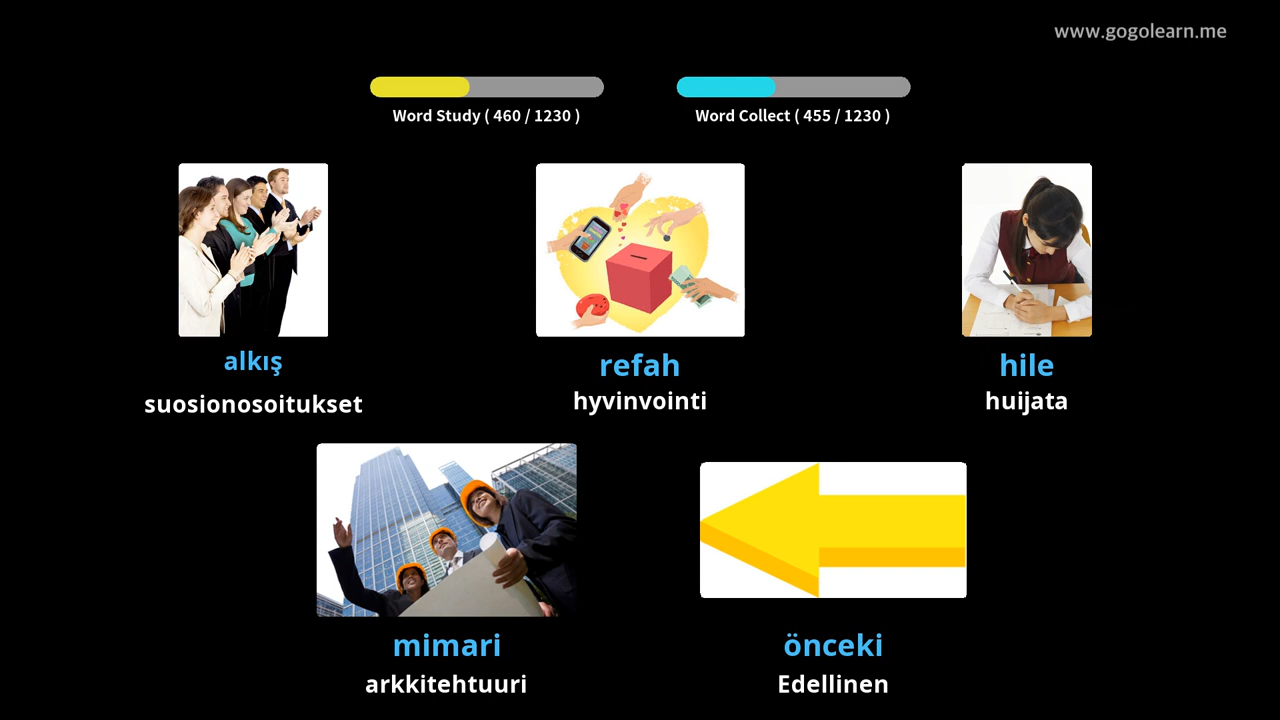 www.gogolearn.me
Word Study ( 460 / 1230 )
Word Collect ( 455 / 1230 )
alkış
suosionosoitukset
refah
hyvinvointi
hile
huijata
mimari
arkkitehtuuri
önceki
Edellinen